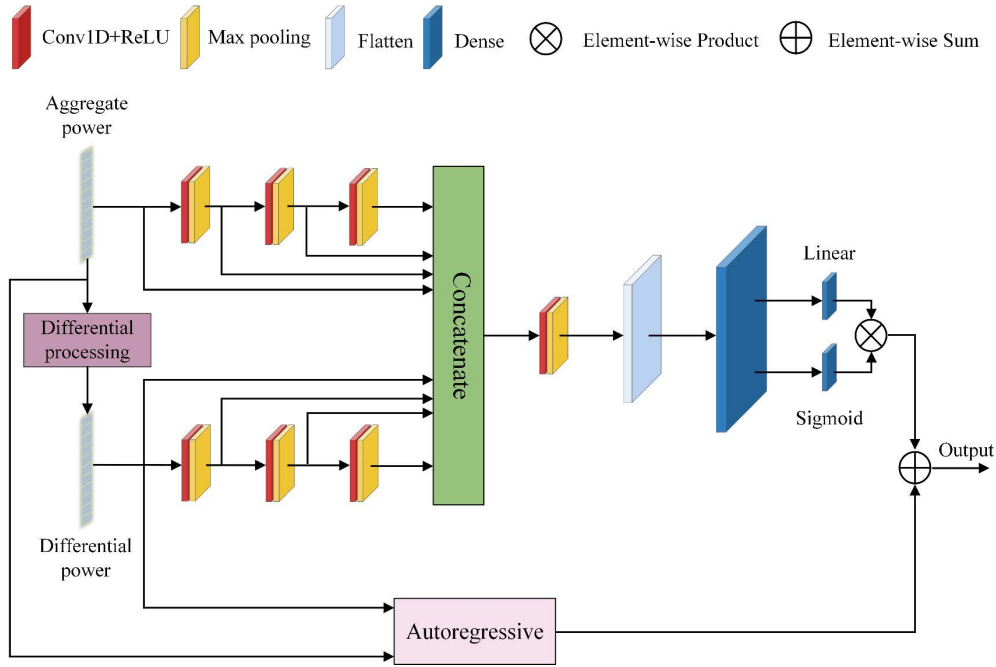 Conv1D+ReLU
Max pooling
Flatten
Dense
Element-wise Product
Element-wise Sum
Aggregate
power
Differential
processing
Differential
power
Concatenate
Linear
Sigmoid
Output
Autoregressive